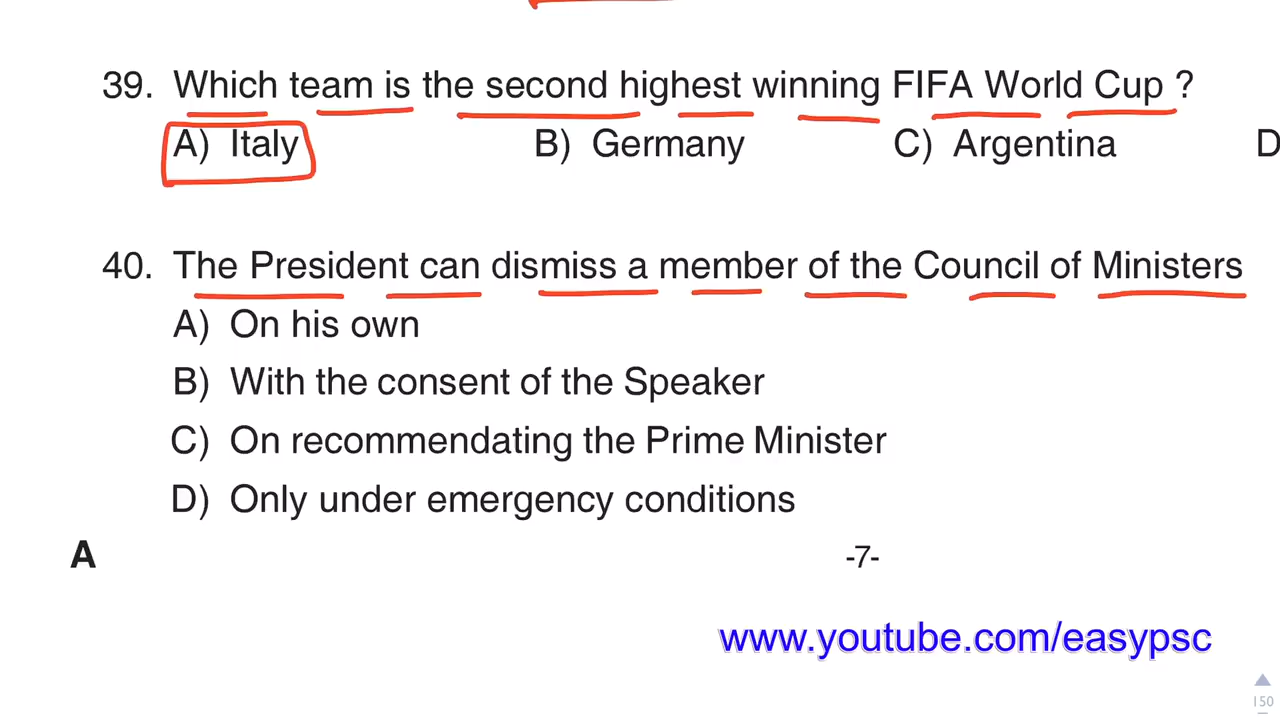 39. Which team is the second highest winning FIFA World Cup ?
A) Italy B) Germany C) Argentina D
40. The President can dismiss a member of the Council of Ministers
A) On his own
B) With the consent of the Speaker
C) On recommendating the Prime Minister
D) Only under emergency conditions
A -7-
www.youtube.com/easypsc
150